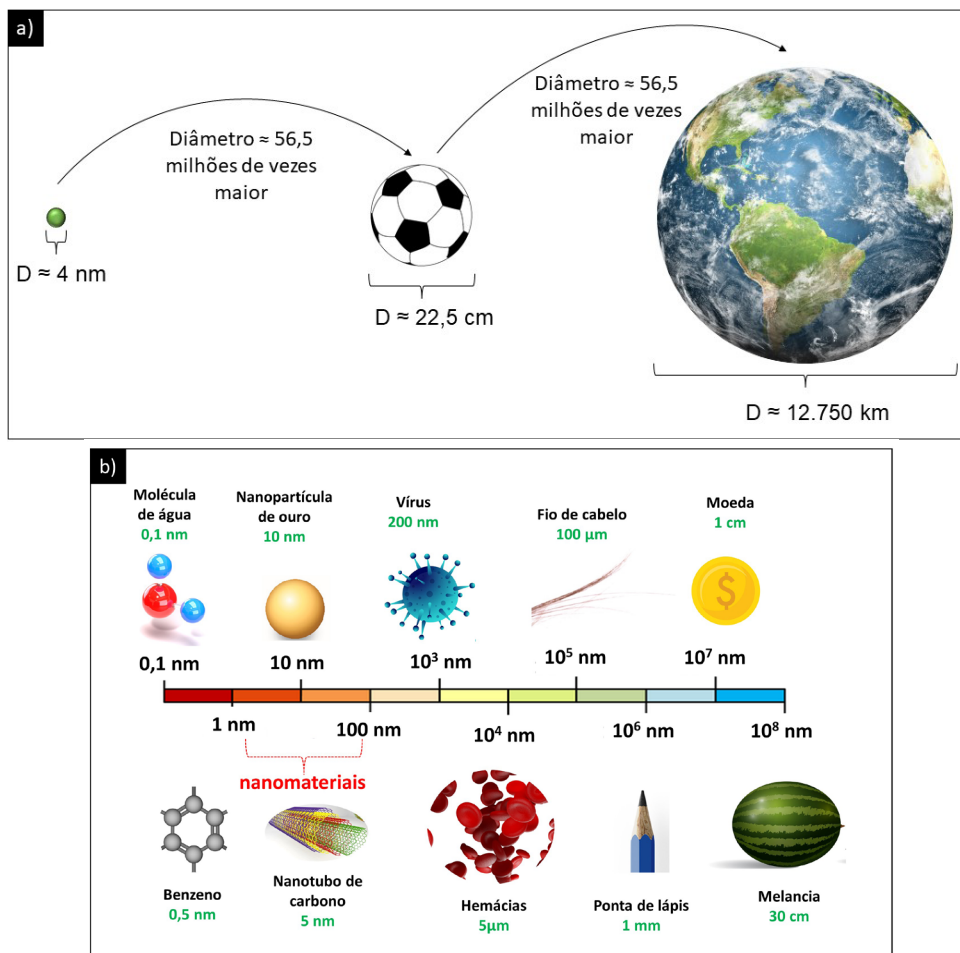 a)
Diâmetro ≈ 56,5
milhões de vezes
maior
Diâmetro ≈ 56,5
milhões de vezes
maior
D ≈ 4 nm
D ≈ 22,5 cm
D ≈ 12.750 km
b)
Molécula
de água
0,1 nm
Nanopartícula
de ouro
10 nm
Vírus
200 nm
Fio de cabelo
100 µm
Moeda
1 cm
$
0,1 nm
10 nm
10³ nm
10⁵ nm
10⁷ nm
1 nm
100 nm
10⁴ nm
10⁶ nm
10⁸ nm
nanomateriais
Benzeno
0,5 nm
Nanotubo de
carbono
5 nm
Hemácias
5µm
Ponta de lápis
1 mm
Melancia
30 cm